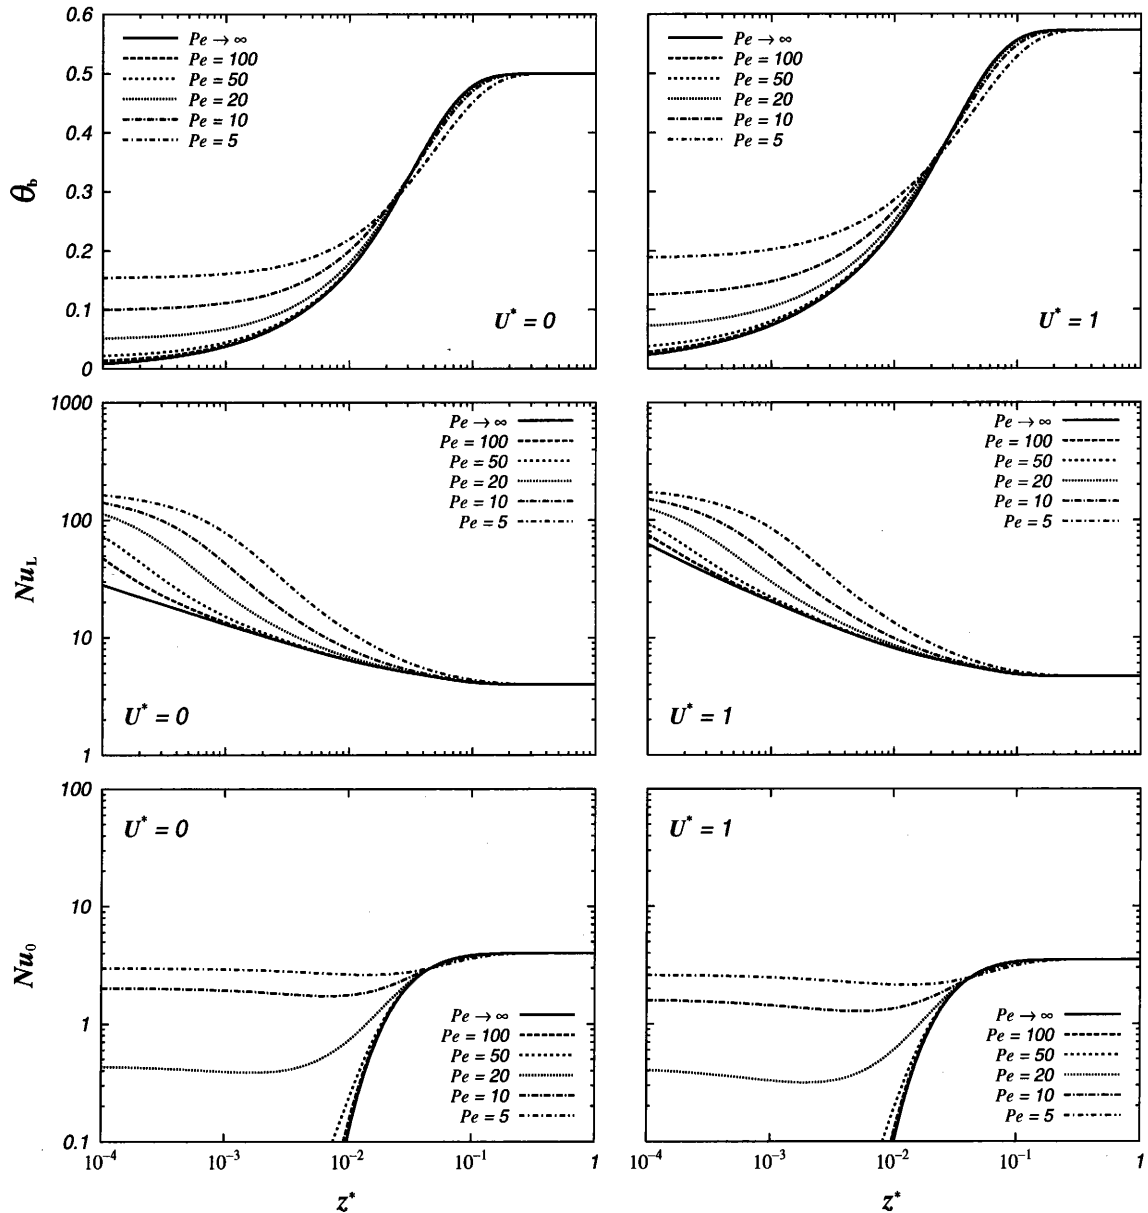 0.6
0.5
0.4
0.3
0.2
0.1
0
θb
Pe → ∞
Pe = 100
Pe = 50
Pe = 20
Pe = 10
Pe = 5
U* = 0
Pe → ∞
Pe = 100
Pe = 50
Pe = 20
Pe = 10
Pe = 5
U* = 1
1000
100
10
1
NuL
Pe → ∞
Pe = 100
Pe = 50
Pe = 20
Pe = 10
Pe = 5
U* = 0
Pe → ∞
Pe = 100
Pe = 50
Pe = 20
Pe = 10
Pe = 5
U* = 1
100
10
1
0.1
Nu0
U* = 0
Pe → ∞
Pe = 100
Pe = 50
Pe = 20
Pe = 10
Pe = 5
10⁻⁴ 10⁻³ 10⁻² 10⁻¹ 1
z*
U* = 1
Pe → ∞
Pe = 100
Pe = 50
Pe = 20
Pe = 10
Pe = 5
10⁻⁴ 10⁻³ 10⁻² 10⁻¹ 1
z*